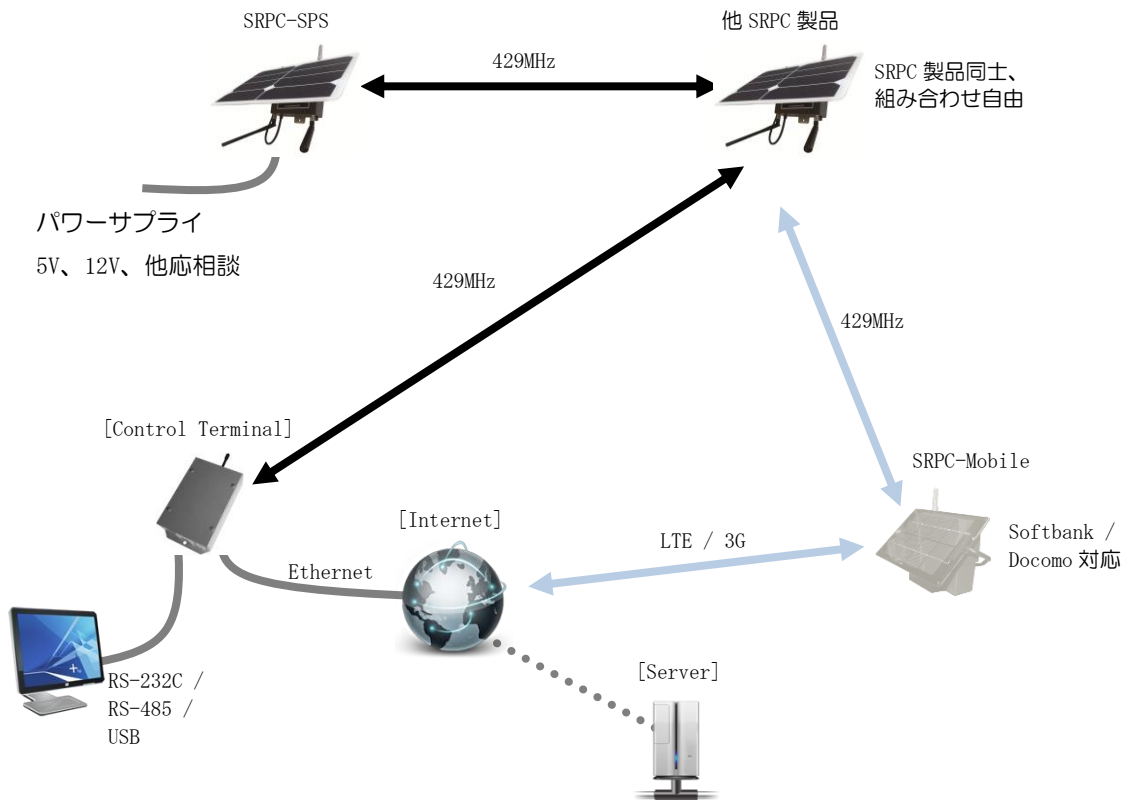 SRPC-SPS
他 SRPC 製品
429MHz
SRPC 製品同士、
組み合わせ自由
パワーサプライ
5V、12V、他応相談
429MHz
429MHz
[Control Terminal]
SRPC-Mobile
[Internet]
LTE / 3G
Softbank /
Docomo 対応
Ethernet
RS-232C /
RS-485 /
USB
[Server]